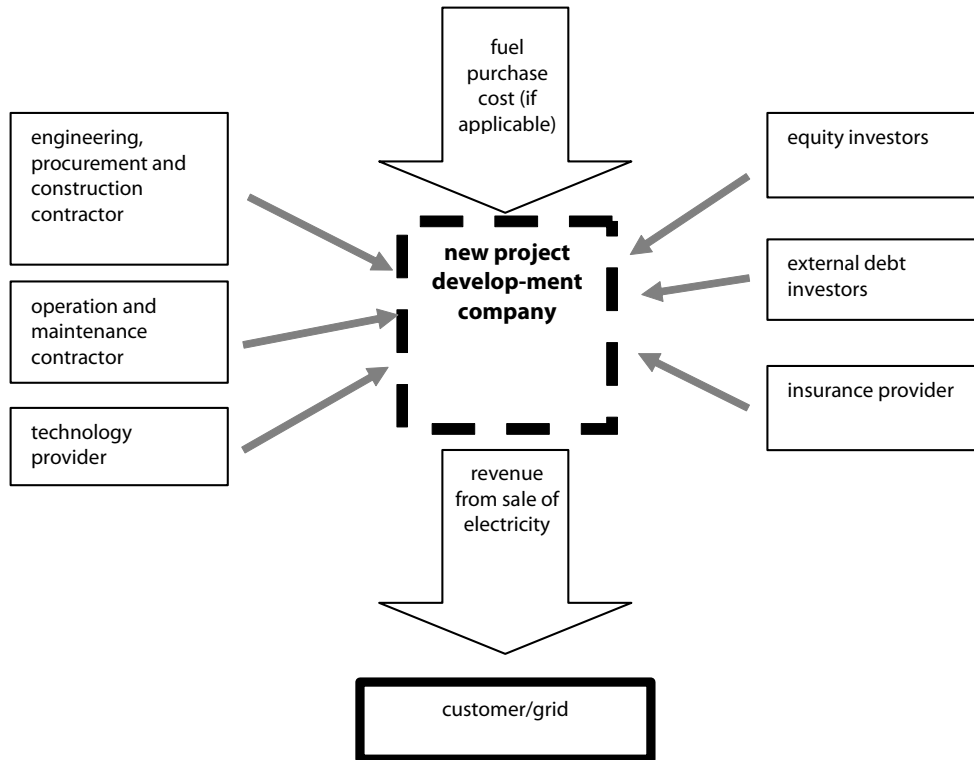 fuel
purchase
cost (if
applicable)
engineering,
procurement and
construction
contractor
equity investors
new project
develop-ment
company
external debt
investors
operation and
maintenance
contractor
insurance provider
technology
provider
revenue
from sale of
electricity
customer/grid